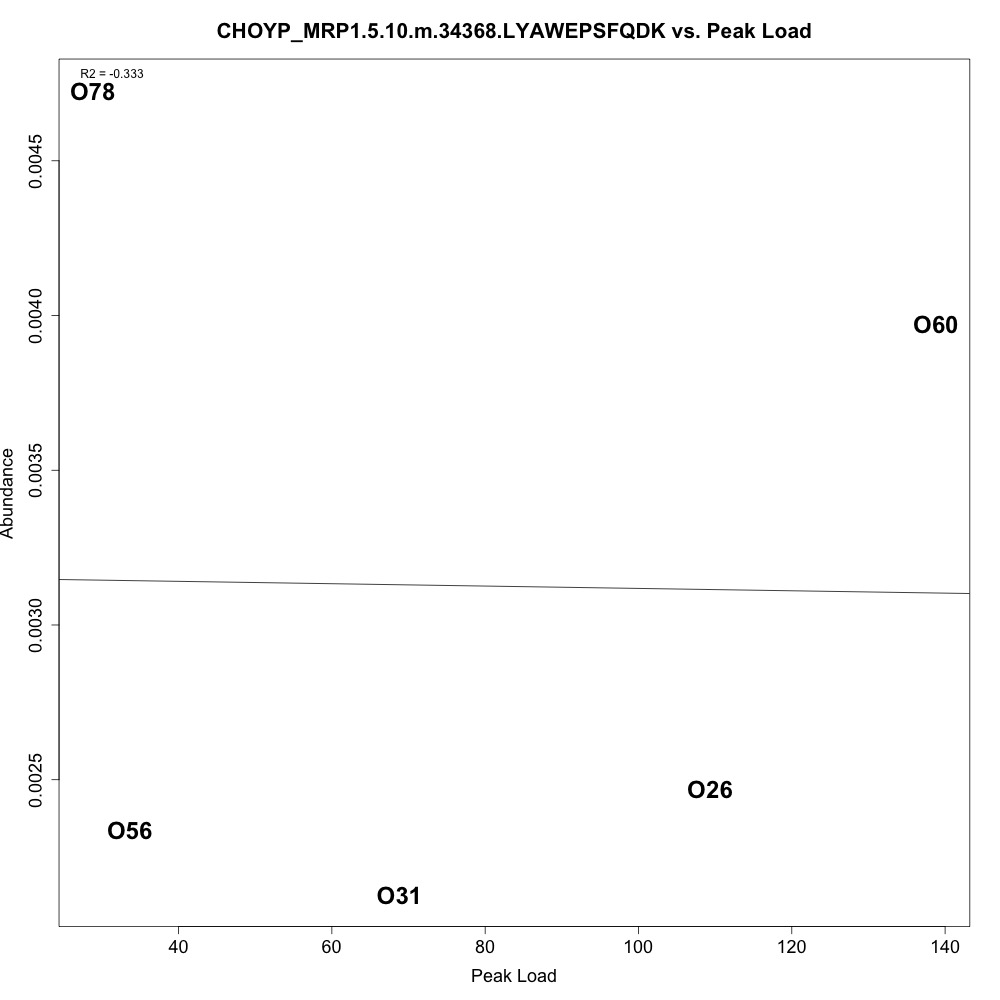 CHOYP_MRP1.5.10.m.34368.LYAWEPSFQDK vs. Peak Load
R2 = -0.333
O78
0.0045
0.0040
O60
0.0035
Abundance
0.0030
0.0025
O26
O56
O31
40 60 80 100 120 140
Peak Load